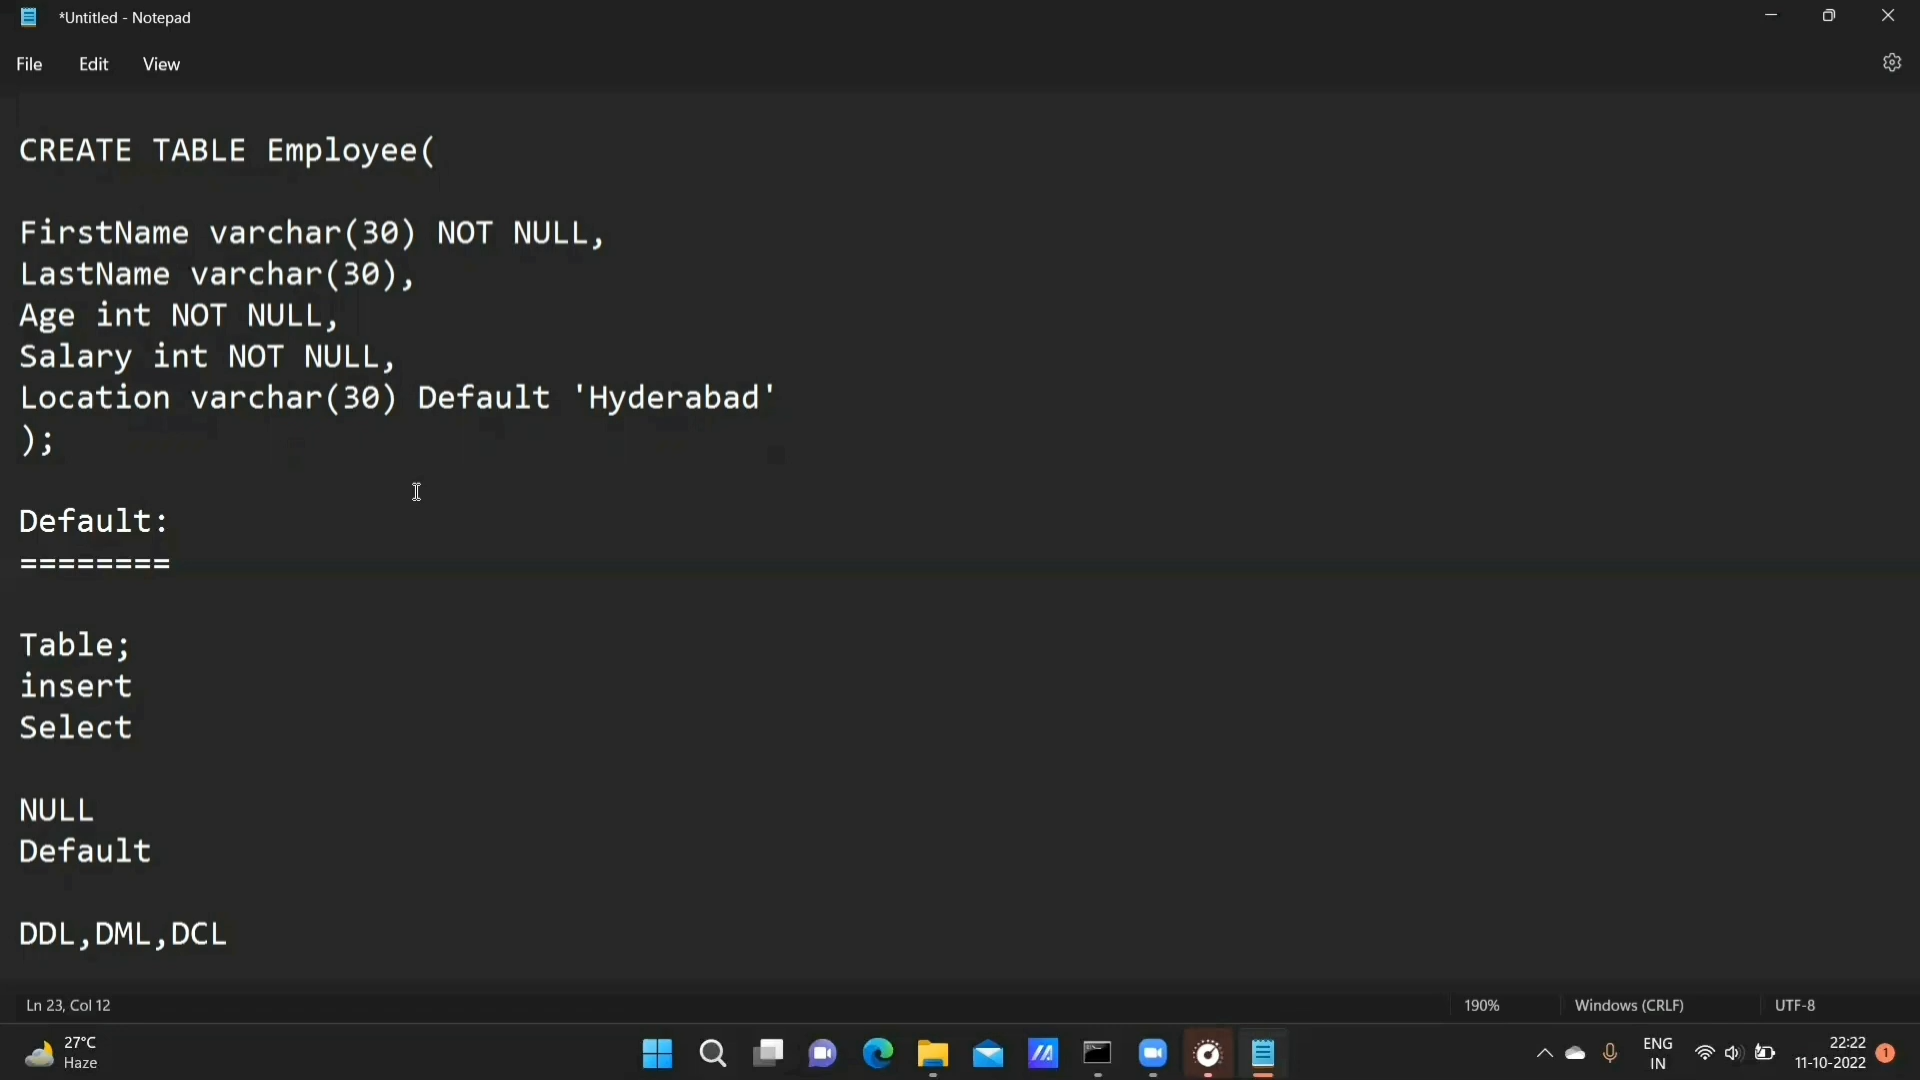 *Untitled - Notepad
File Edit View
CREATE TABLE Employee(
FirstName varchar(30) NOT NULL,
LastName varchar(30),
Age int NOT NULL,
Salary int NOT NULL,
Location varchar(30) Default 'Hyderabad'
);
Default:
========
Table;
insert
Select
NULL
Default
DDL,DML,DCL
Ln 23, Col 12 190% Windows (CRLF) UTF-8
27°C
Haze
ENG
IN
22:22
11-10-2022
1